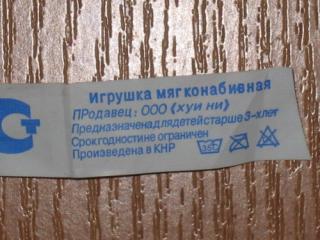 Игрушка мягконабивная
ПРодавец: ООО (хуи ни)
Предназначенадлядетейстарше3-хлет
Срокгодностине ограничен
Произведена в КНР